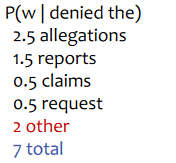 P(w | denied the)
2.5 allegations
1.5 reports
0.5 claims
0.5 request
2 other
7 total